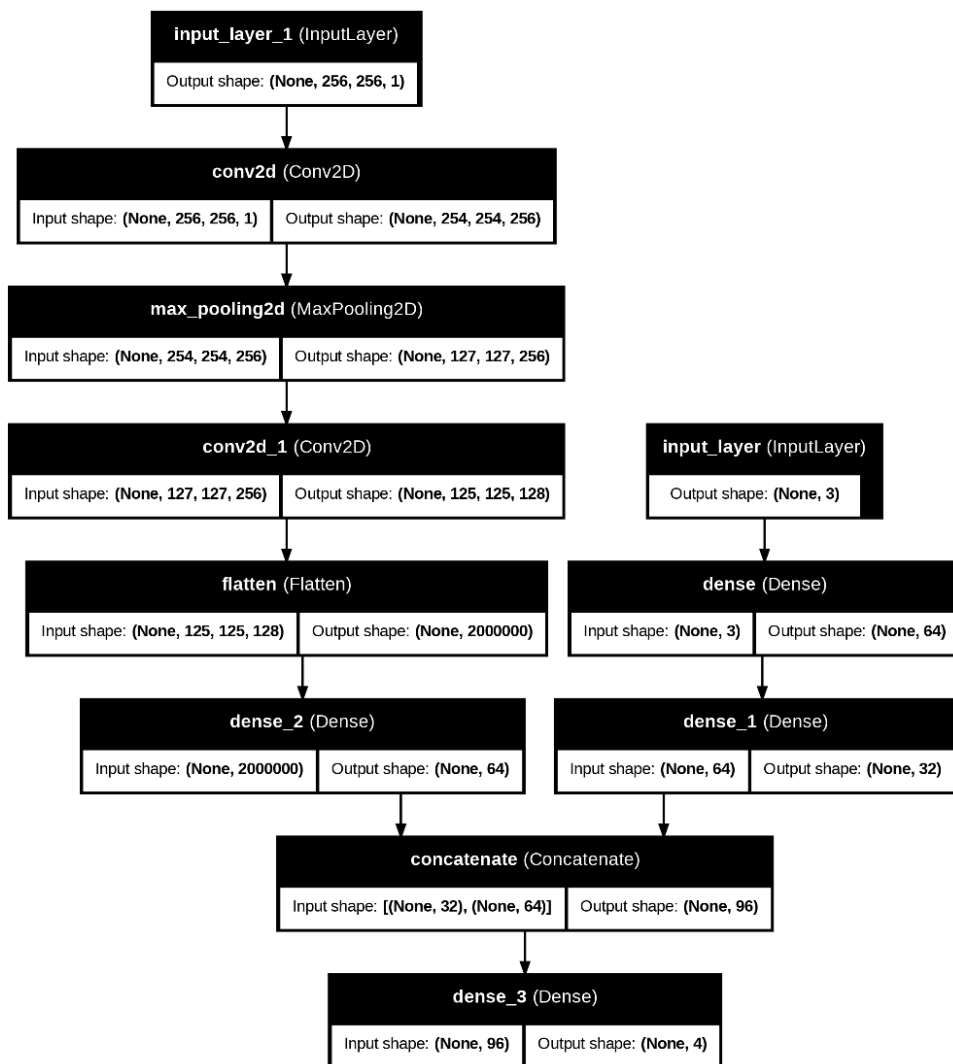 input_layer_1 (InputLayer)
Output shape: (None, 256, 256, 1)
conv2d (Conv2D)
Input shape: (None, 256, 256, 1) Output shape: (None, 254, 254, 256)
max_pooling2d (MaxPooling2D)
Input shape: (None, 254, 254, 256) Output shape: (None, 127, 127, 256)
conv2d_1 (Conv2D)
Input shape: (None, 127, 127, 256) Output shape: (None, 125, 125, 128)
input_layer (InputLayer)
Output shape: (None, 3)
flatten (Flatten)
Input shape: (None, 125, 125, 128) Output shape: (None, 2000000)
dense (Dense)
Input shape: (None, 3) Output shape: (None, 64)
dense_2 (Dense)
Input shape: (None, 2000000) Output shape: (None, 64)
dense_1 (Dense)
Input shape: (None, 64) Output shape: (None, 32)
concatenate (Concatenate)
Input shape: [(None, 32), (None, 64)] Output shape: (None, 96)
dense_3 (Dense)
Input shape: (None, 96) Output shape: (None, 4)